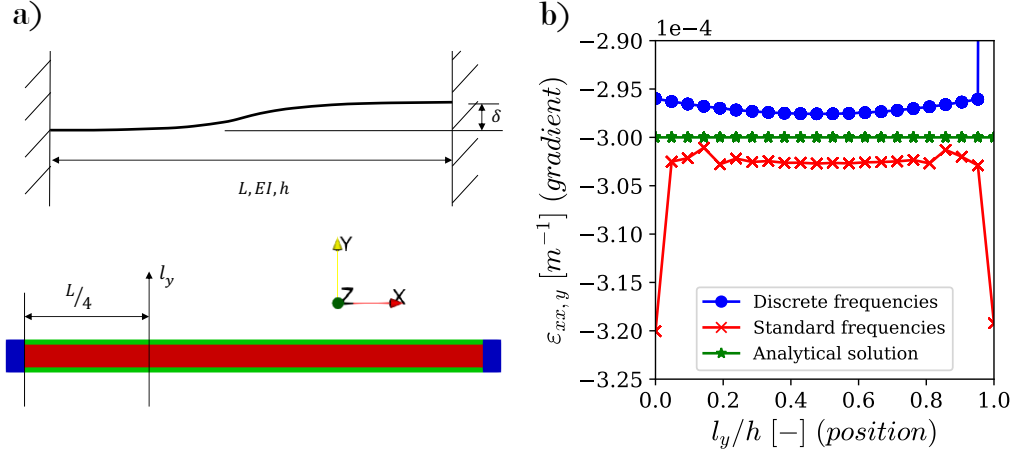 a)
δ
L, EI, h
L/4
l_y
Y
Z
X
b)
1e−4
−2.90
−2.95
−3.00
−3.05
−3.10
−3.15
−3.20
−3.25
ε_{xx, y} [m^{−1}] (gradient)
Discrete frequencies
Standard frequencies
Analytical solution
0.0 0.2 0.4 0.6 0.8 1.0
l_y/h [−] (position)